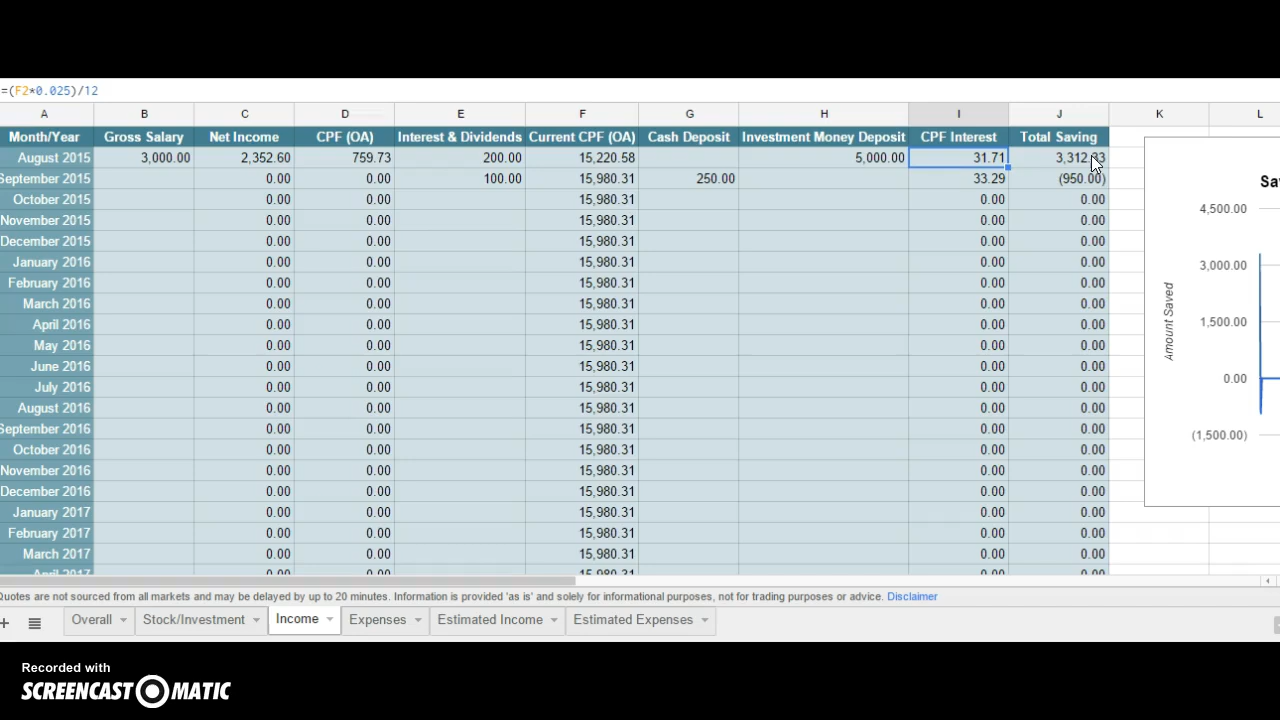 =(F2*0.025)/12
A B C D E F G H I J K L
Month/Year Gross Salary Net Income CPF (OA) Interest & Dividends Current CPF (OA) Cash Deposit Investment Money Deposit CPF Interest Total Saving
August 2015 3,000.00 2,352.60 759.73 200.00 15,220.58 5,000.00 31.71 3,312.33
September 2015 0.00 0.00 100.00 15,980.31 250.00 33.29 (950.00)
October 2015 0.00 0.00 15,980.31 0.00 0.00
November 2015 0.00 0.00 15,980.31 0.00 0.00
December 2015 0.00 0.00 15,980.31 0.00 0.00
January 2016 0.00 0.00 15,980.31 0.00 0.00
February 2016 0.00 0.00 15,980.31 0.00 0.00
March 2016 0.00 0.00 15,980.31 0.00 0.00
April 2016 0.00 0.00 15,980.31 0.00 0.00
May 2016 0.00 0.00 15,980.31 0.00 0.00
June 2016 0.00 0.00 15,980.31 0.00 0.00
July 2016 0.00 0.00 15,980.31 0.00 0.00
August 2016 0.00 0.00 15,980.31 0.00 0.00
September 2016 0.00 0.00 15,980.31 0.00 0.00
October 2016 0.00 0.00 15,980.31 0.00 0.00
November 2016 0.00 0.00 15,980.31 0.00 0.00
December 2016 0.00 0.00 15,980.31 0.00 0.00
January 2017 0.00 0.00 15,980.31 0.00 0.00
February 2017 0.00 0.00 15,980.31 0.00 0.00
March 2017 0.00 0.00 15,980.31 0.00 0.00
April 2017 0.00 0.00 15,980.31 0.00 0.00
Sa
4,500.00
3,000.00
1,500.00
0.00
(1,500.00)
Amount Saved
Quotes are not sourced from all markets and may be delayed by up to 20 minutes. Information is provided 'as is' and solely for informational purposes, not for trading purposes or advice. Disclaimer
+ Overall Stock/Investment Income Expenses Estimated Income Estimated Expenses
Recorded with
SCREENCAST MATIC